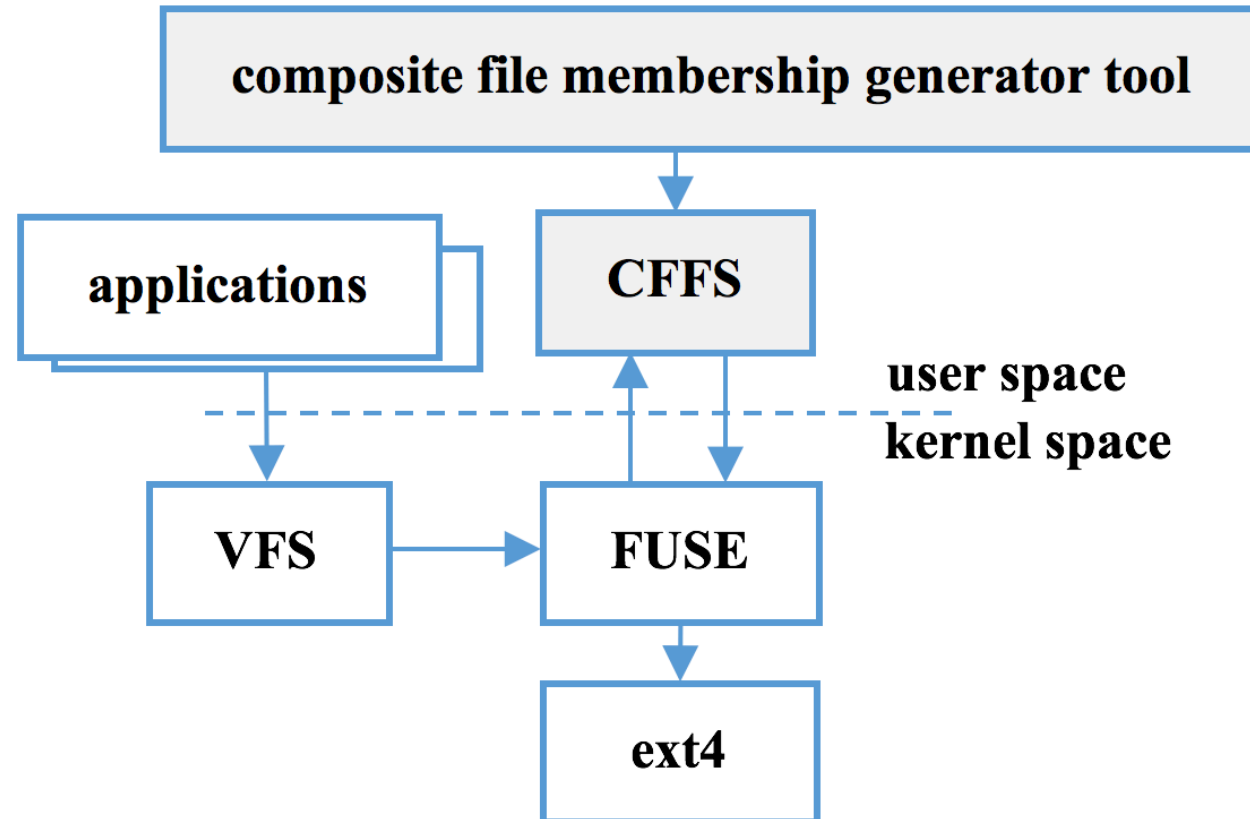 composite file membership generator tool
applications
CFFS
user space
kernel space
VFS
FUSE
ext4